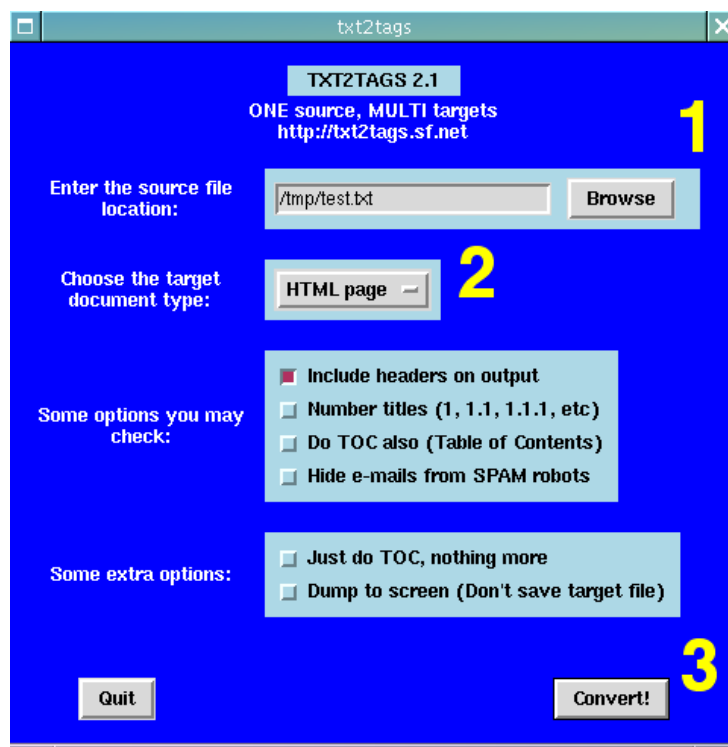 txt2tags
TXT2TAGS 2.1
ONE source, MULTI targets
http://txt2tags.sf.net
1
Enter the source file
location:
/tmp/test.txt
Browse
Choose the target
document type:
HTML page
2
Some options you may
check:
Include headers on output
Number titles (1, 1.1, 1.1.1, etc)
Do TOC also (Table of Contents)
Hide e-mails from SPAM robots
Some extra options:
Just do TOC, nothing more
Dump to screen (Don't save target file)
Quit
Convert!
3